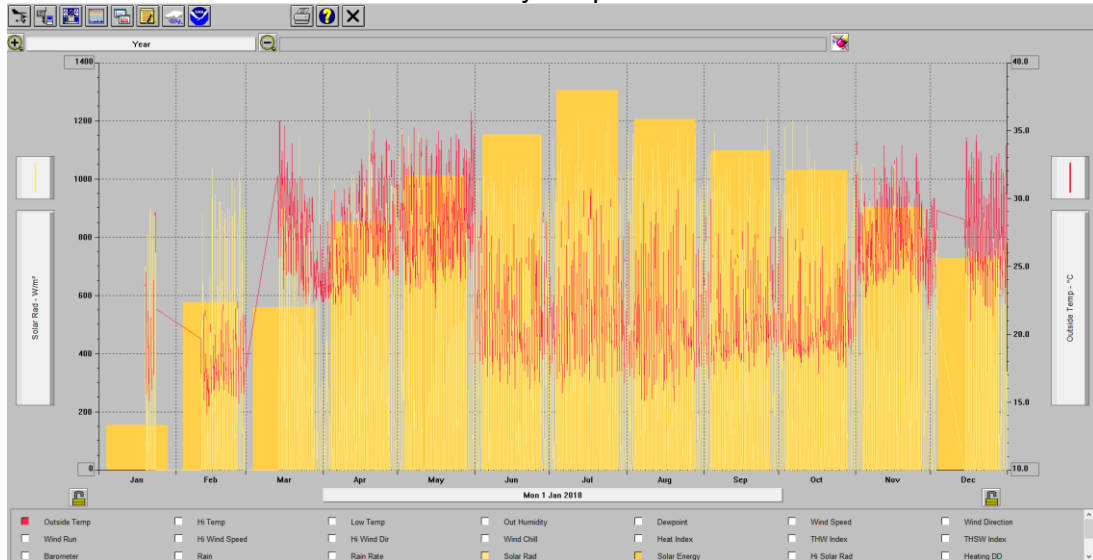 Year
1400 40.0
1200 35.0
1000 30.0
800 25.0
600 20.0
400 15.0
200
0 10.0
Solar Rad - W/m²
Outside Temp - °C
Jan Feb Mar Apr May Jun Jul Aug Sep Oct Nov Dec
Mon 1 Jan 2018
Outside Temp Hi Temp Low Temp Out Humidity Dewpoint Wind Speed Wind Direction
Wind Run Hi Wind Speed Hi Wind Dir Wind Chill Heat Index THW Index THSW Index
Barometer Rain Rain Rate Solar Rad Solar Energy Hi Solar Rad Heating DD